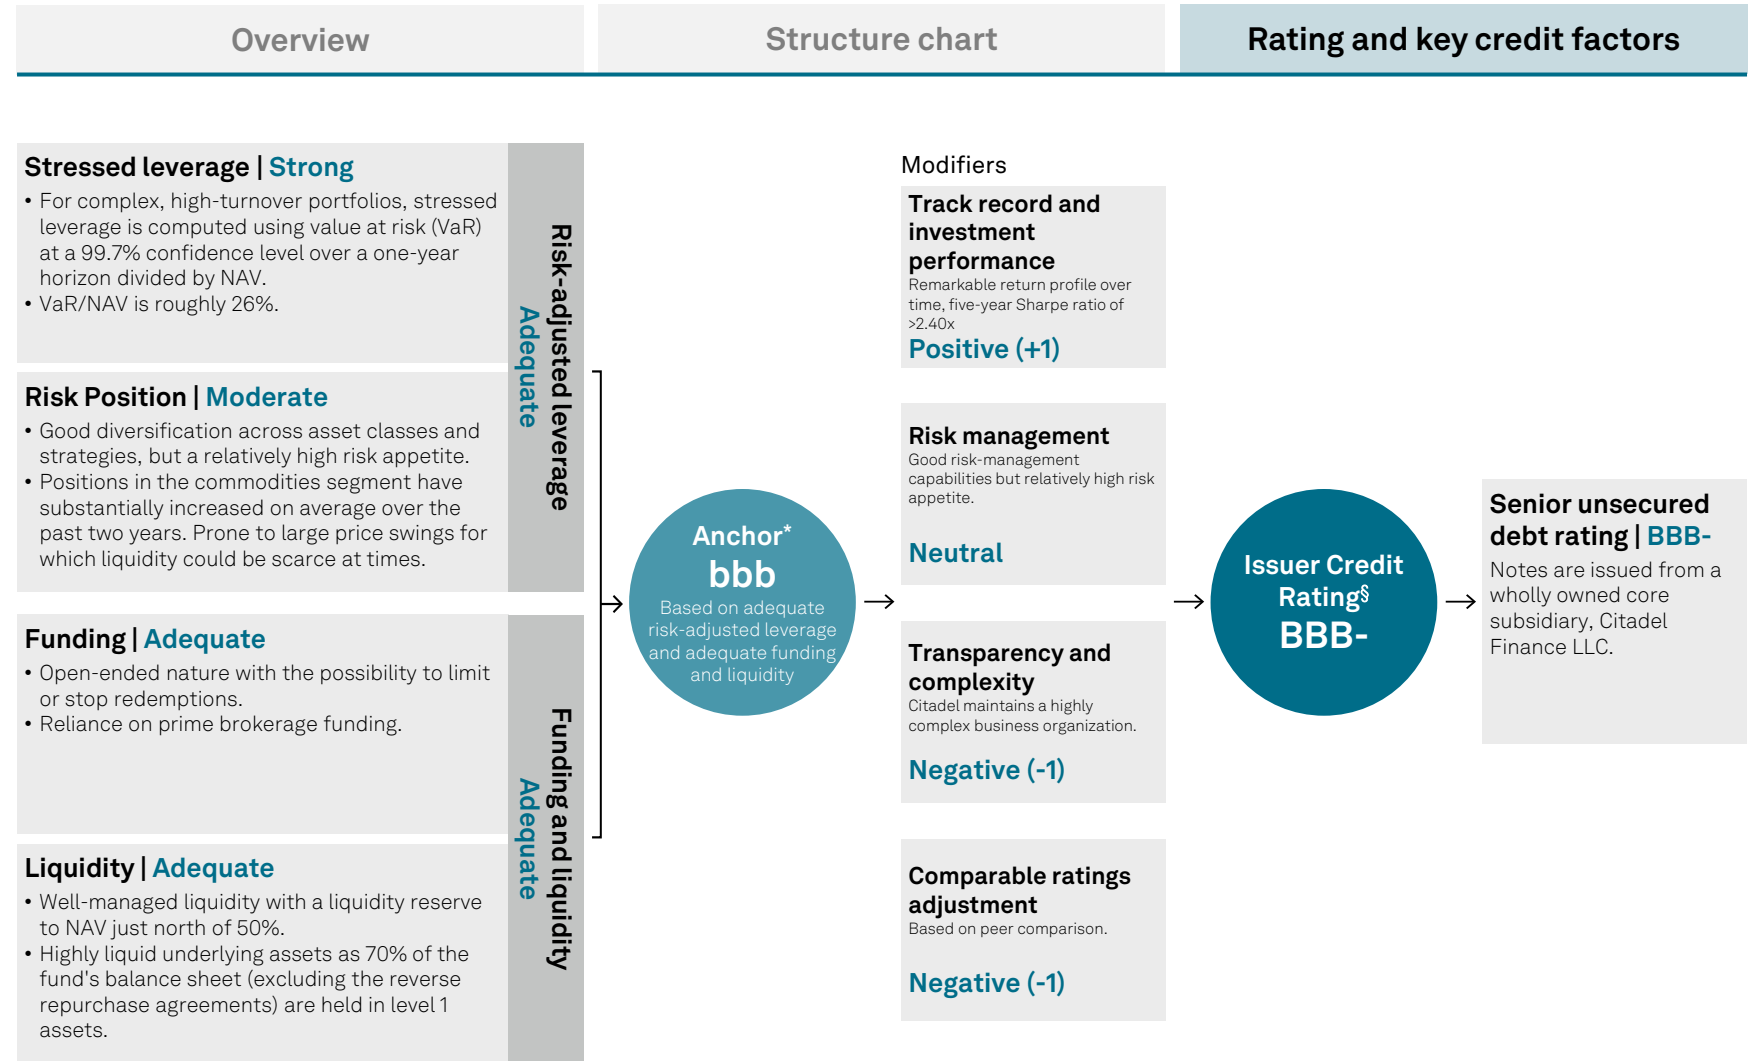 Overview
Structure chart
Rating and key credit factors
Stressed leverage | Strong
• For complex, high-turnover portfolios, stressed
leverage is computed using value at risk (VaR)
at a 99.7% confidence level over a one-year
horizon divided by NAV.
• VaR/NAV is roughly 26%.
Risk Position | Moderate
• Good diversification across asset classes and
strategies, but a relatively high risk appetite.
• Positions in the commodities segment have
substantially increased on average over the
past two years. Prone to large price swings for
which liquidity could be scarce at times.
Risk-adjusted leverage
Adequate
Funding | Adequate
• Open-ended nature with the possibility to limit
or stop redemptions.
• Reliance on prime brokerage funding.
Liquidity | Adequate
• Well-managed liquidity with a liquidity reserve
to NAV just north of 50%.
• Highly liquid underlying assets as 70% of the
fund's balance sheet (excluding the reverse
repurchase agreements) are held in level 1
assets.
Funding and liquidity
Adequate
Anchor*
bbb
Based on adequate
risk-adjusted leverage
and adequate funding
and liquidity
Modifiers
Track record and
investment
performance
Remarkable return profile over
time, five-year Sharpe ratio of
>2.40x
Positive (+1)
Risk management
Good risk-management
capabilities but relatively high risk
appetite.
Neutral
Transparency and
complexity
Citadel maintains a highly
complex business organization.
Negative (-1)
Comparable ratings
adjustment
Based on peer comparison.
Negative (-1)
Issuer Credit
Rating§
BBB-
Senior unsecured
debt rating | BBB-
Notes are issued from a
wholly owned core
subsidiary, Citadel
Finance LLC.